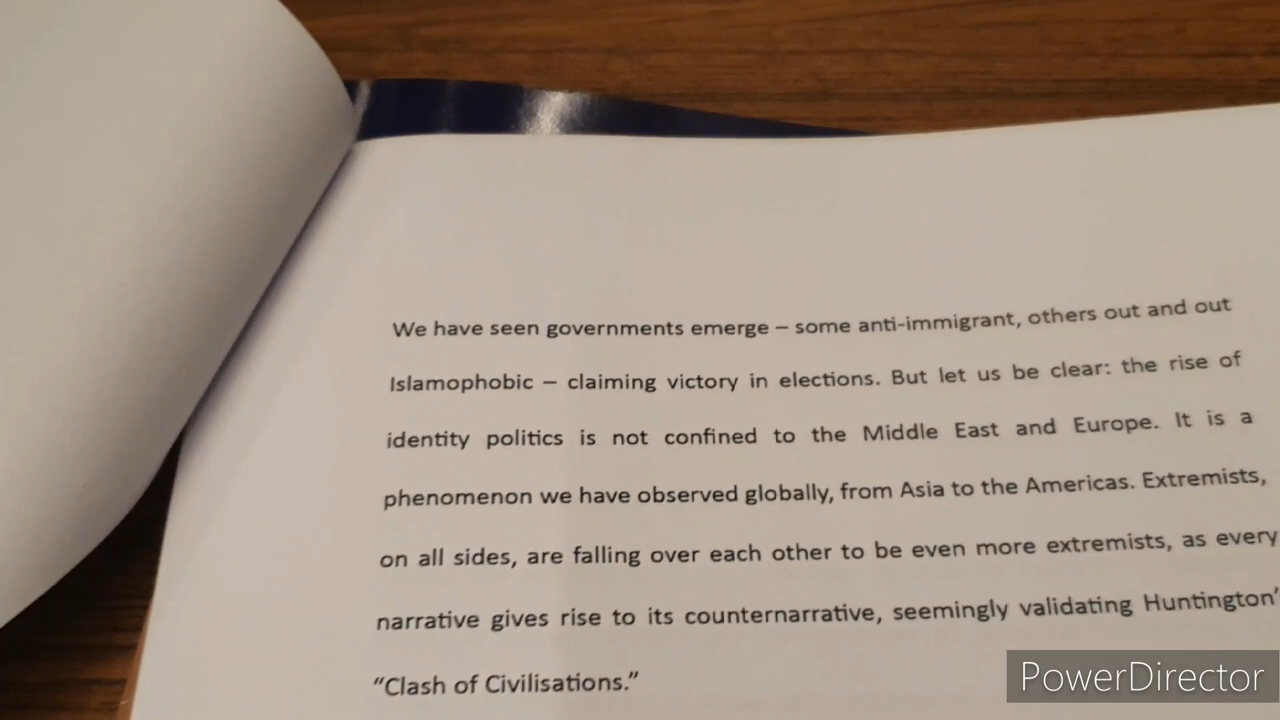 We have seen governments emerge – some anti-immigrant, others out and out
Islamophobic – claiming victory in elections. But let us be clear: the rise of
identity politics is not confined to the Middle East and Europe. It is a
phenomenon we have observed globally, from Asia to the Americas. Extremists,
on all sides, are falling over each other to be even more extremists, as every
narrative gives rise to its counternarrative, seemingly validating Huntington'
“Clash of Civilisations.”
PowerDirector